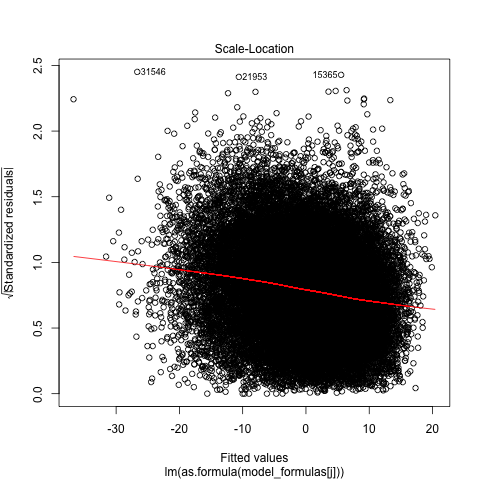 Scale-Location
31546
21953
15365
2.5
2.0
1.5
1.0
0.5
0.0
√|Standardized residuals|
-30 -20 -10 0 10 20
Fitted values
lm(as.formula(model_formulas[j]))